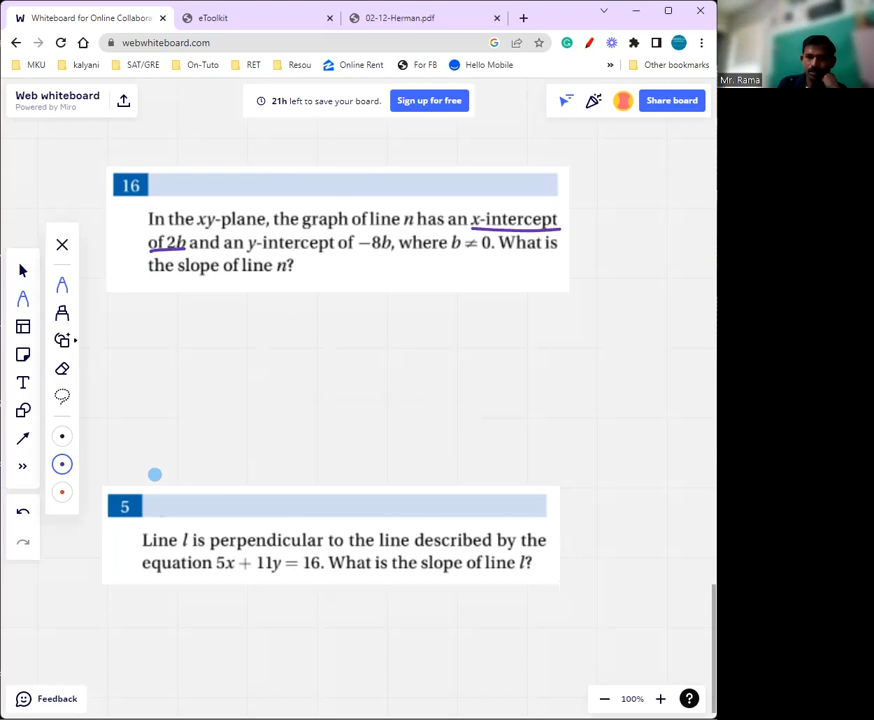 Whiteboard for Online Collabora
eToolkit
02-12-Herman.pdf
webwhiteboard.com
MKU
kalyani
SAT/GRE
On-Tuto
RET
Resou
Online Rent
For FB
Hello Mobile
»
Other bookmarks
Mr. Rama
Web whiteboard
Powered by Miro
21h left to save your board.
Sign up for free
Share board
16
In the xy-plane, the graph of line n has an x-intercept
of 2b and an y-intercept of −8b, where b ≠ 0. What is
the slope of line n?
5
Line l is perpendicular to the line described by the
equation 5x + 11y = 16. What is the slope of line l?
Feedback
100%